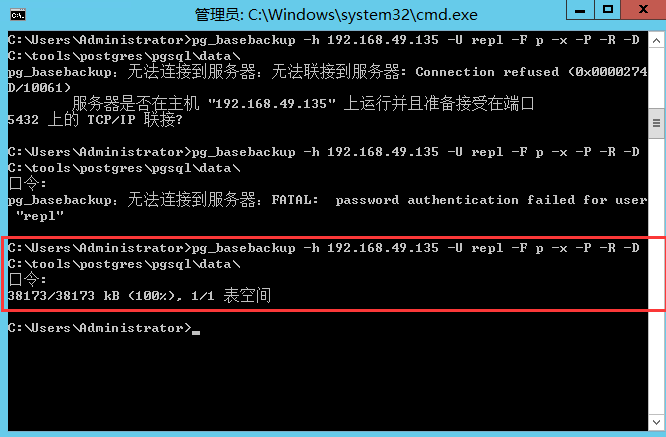 管理员: C:\Windows\system32\cmd.exe
C:\Users\Administrator>pg_basebackup -h 192.168.49.135 -U repl -F p -x -P -R -D
C:\tools\postgres\pgsql\data\
pg_basebackup: 无法连接到服务器: 无法联接到服务器: Connection refused (0x0000274
D/10061)
服务器是否在主机 "192.168.49.135" 上运行并且准备接受在端口
5432 上的 TCP/IP 联接?
C:\Users\Administrator>pg_basebackup -h 192.168.49.135 -U repl -F p -x -P -R -D
C:\tools\postgres\pgsql\data\
口令:
pg_basebackup: 无法连接到服务器: FATAL:  password authentication failed for user
"repl"
C:\Users\Administrator>pg_basebackup -h 192.168.49.135 -U repl -F p -x -P -R -D
C:\tools\postgres\pgsql\data\
口令:
38173/38173 kB (100%), 1/1 表空间
C:\Users\Administrator>_